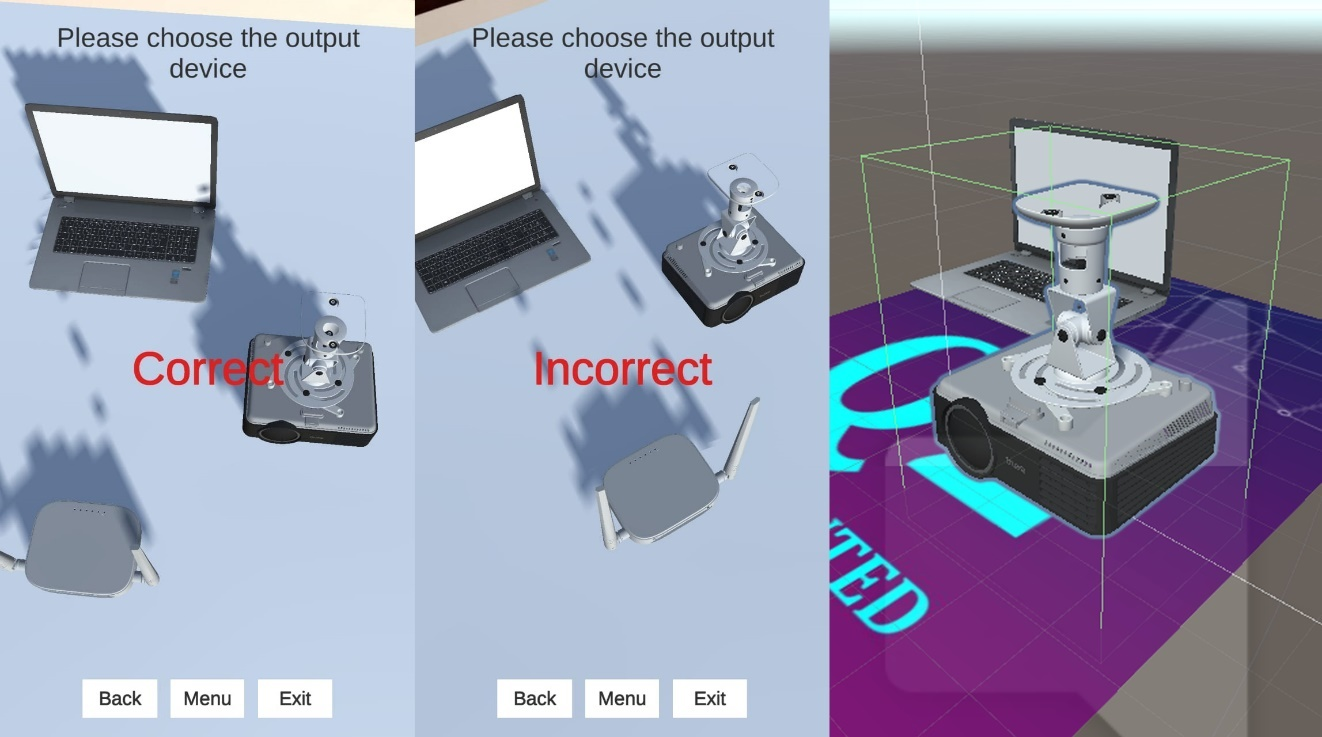 Please choose the output
device
Correct
Back
Menu
Exit
Please choose the output
device
Incorrect
Back
Menu
Exit
TED